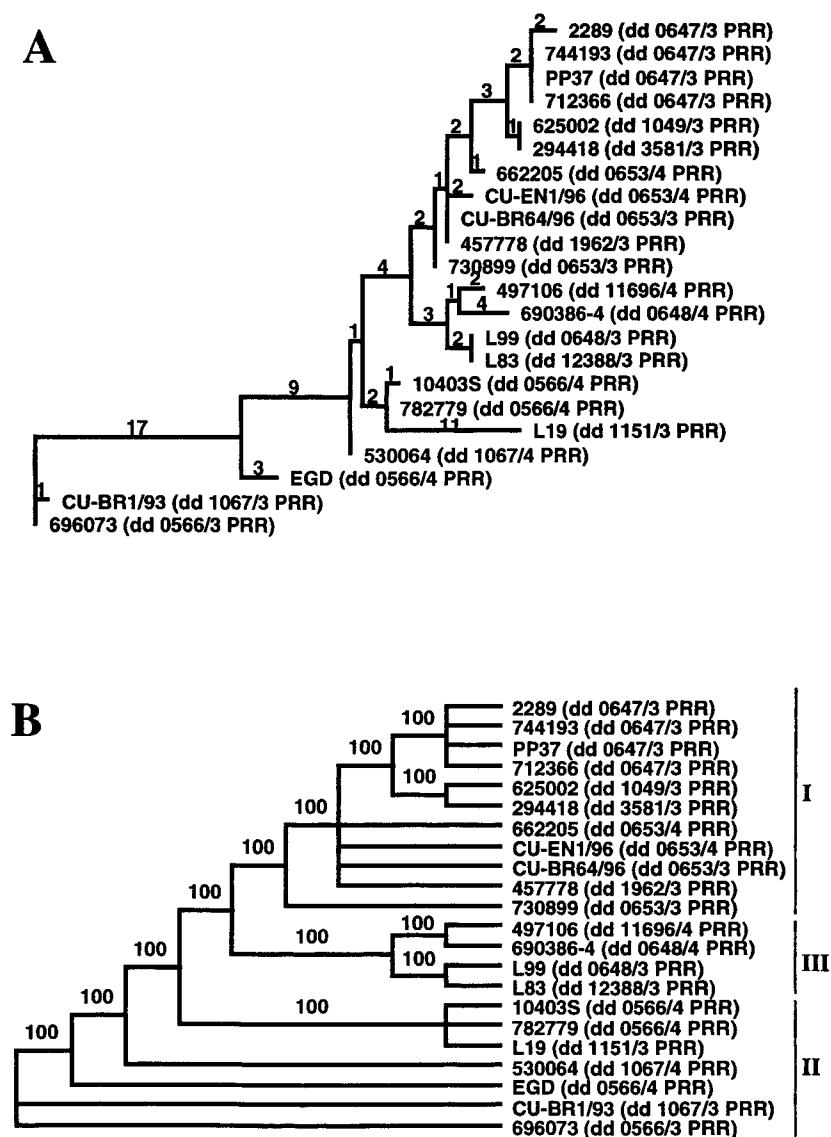 A
2
2289 (dd 0647/3 PRR)
744193 (dd 0647/3 PRR)
2
PP37 (dd 0647/3 PRR)
3
712366 (dd 0647/3 PRR)
2
1
625002 (dd 1049/3 PRR)
294418 (dd 3581/3 PRR)
1
662205 (dd 0653/4 PRR)
1
2
CU-EN1/96 (dd 0653/4 PRR)
2
CU-BR64/96 (dd 0653/3 PRR)
457778 (dd 1962/3 PRR)
4
730899 (dd 0653/3 PRR)
2
1
497106 (dd 11696/4 PRR)
4
3
690386-4 (dd 0648/4 PRR)
1
2
L99 (dd 0648/3 PRR)
L83 (dd 12388/3 PRR)
1
9
10403S (dd 0566/4 PRR)
2
782779 (dd 0566/4 PRR)
17
11
L19 (dd 1151/3 PRR)
530064 (dd 1067/4 PRR)
3
EGD (dd 0566/4 PRR)
1
CU-BR1/93 (dd 1067/3 PRR)
696073 (dd 0566/3 PRR)
B
2289 (dd 0647/3 PRR)
100
744193 (dd 0647/3 PRR)
100
PP37 (dd 0647/3 PRR)
712366 (dd 0647/3 PRR)
100
625002 (dd 1049/3 PRR)
I
294418 (dd 3581/3 PRR)
100
662205 (dd 0653/4 PRR)
100
CU-EN1/96 (dd 0653/4 PRR)
CU-BR64/96 (dd 0653/3 PRR)
100
457778 (dd 1962/3 PRR)
730899 (dd 0653/3 PRR)
100
497106 (dd 11696/4 PRR)
100
100
690386-4 (dd 0648/4 PRR)
III
100
L99 (dd 0648/3 PRR)
L83 (dd 12388/3 PRR)
100
100
10403S (dd 0566/4 PRR)
782779 (dd 0566/4 PRR)
100
L19 (dd 1151/3 PRR)
530064 (dd 1067/4 PRR)
II
EGD (dd 0566/4 PRR)
CU-BR1/93 (dd 1067/3 PRR)
696073 (dd 0566/3 PRR)